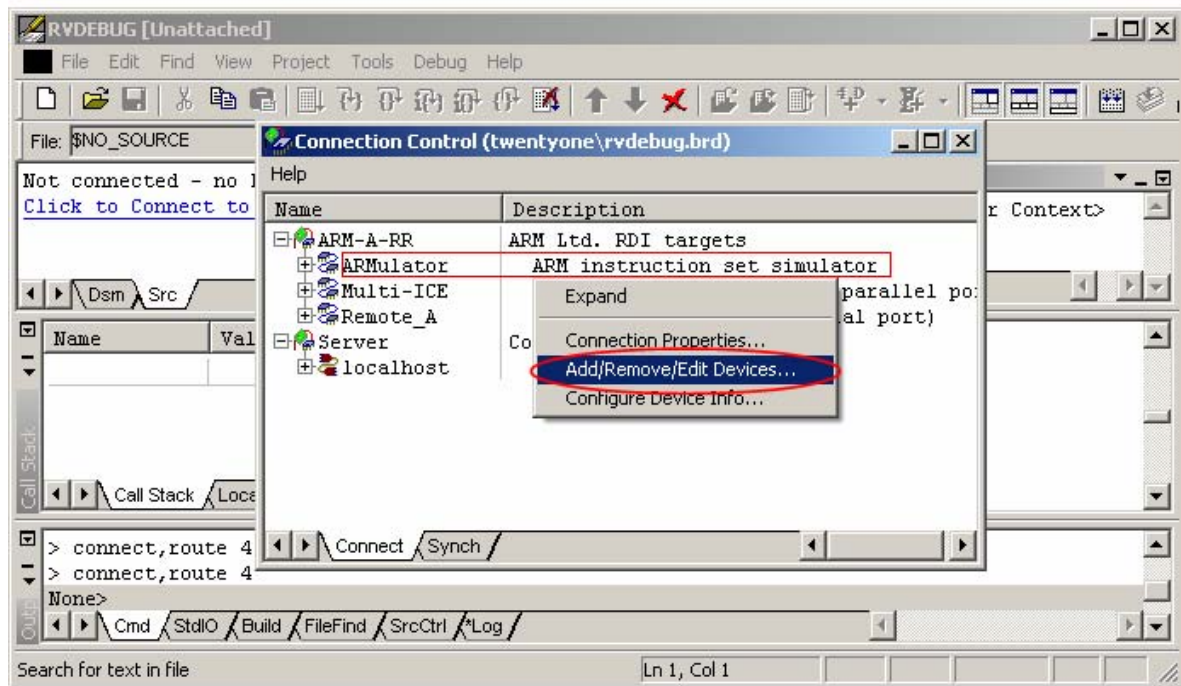 RVDEBUG [Unattached]
File Edit Find View Project Tools Debug Help
File: $NO_SOURCE
Not connected - no
Click to Connect to
r Context>
Dsm Src
Name Val
Call Stack
Call Stack Loca
> connect,route 4
> connect,route 4
None>
Outp
Cmd StdIO Build FileFind SrcCtrl *Log
Search for text in file Ln 1, Col 1
Connection Control (twentyone\rvdebug.brd)
Help
Name Description
ARM-A-RR ARM Ltd. RDI targets
ARMulator ARM instruction set simulator
Multi-ICE parallel po
Remote_A al port)
Server Co
localhost
Connect Synch
Expand
Connection Properties...
Add/Remove/Edit Devices...
Configure Device Info...